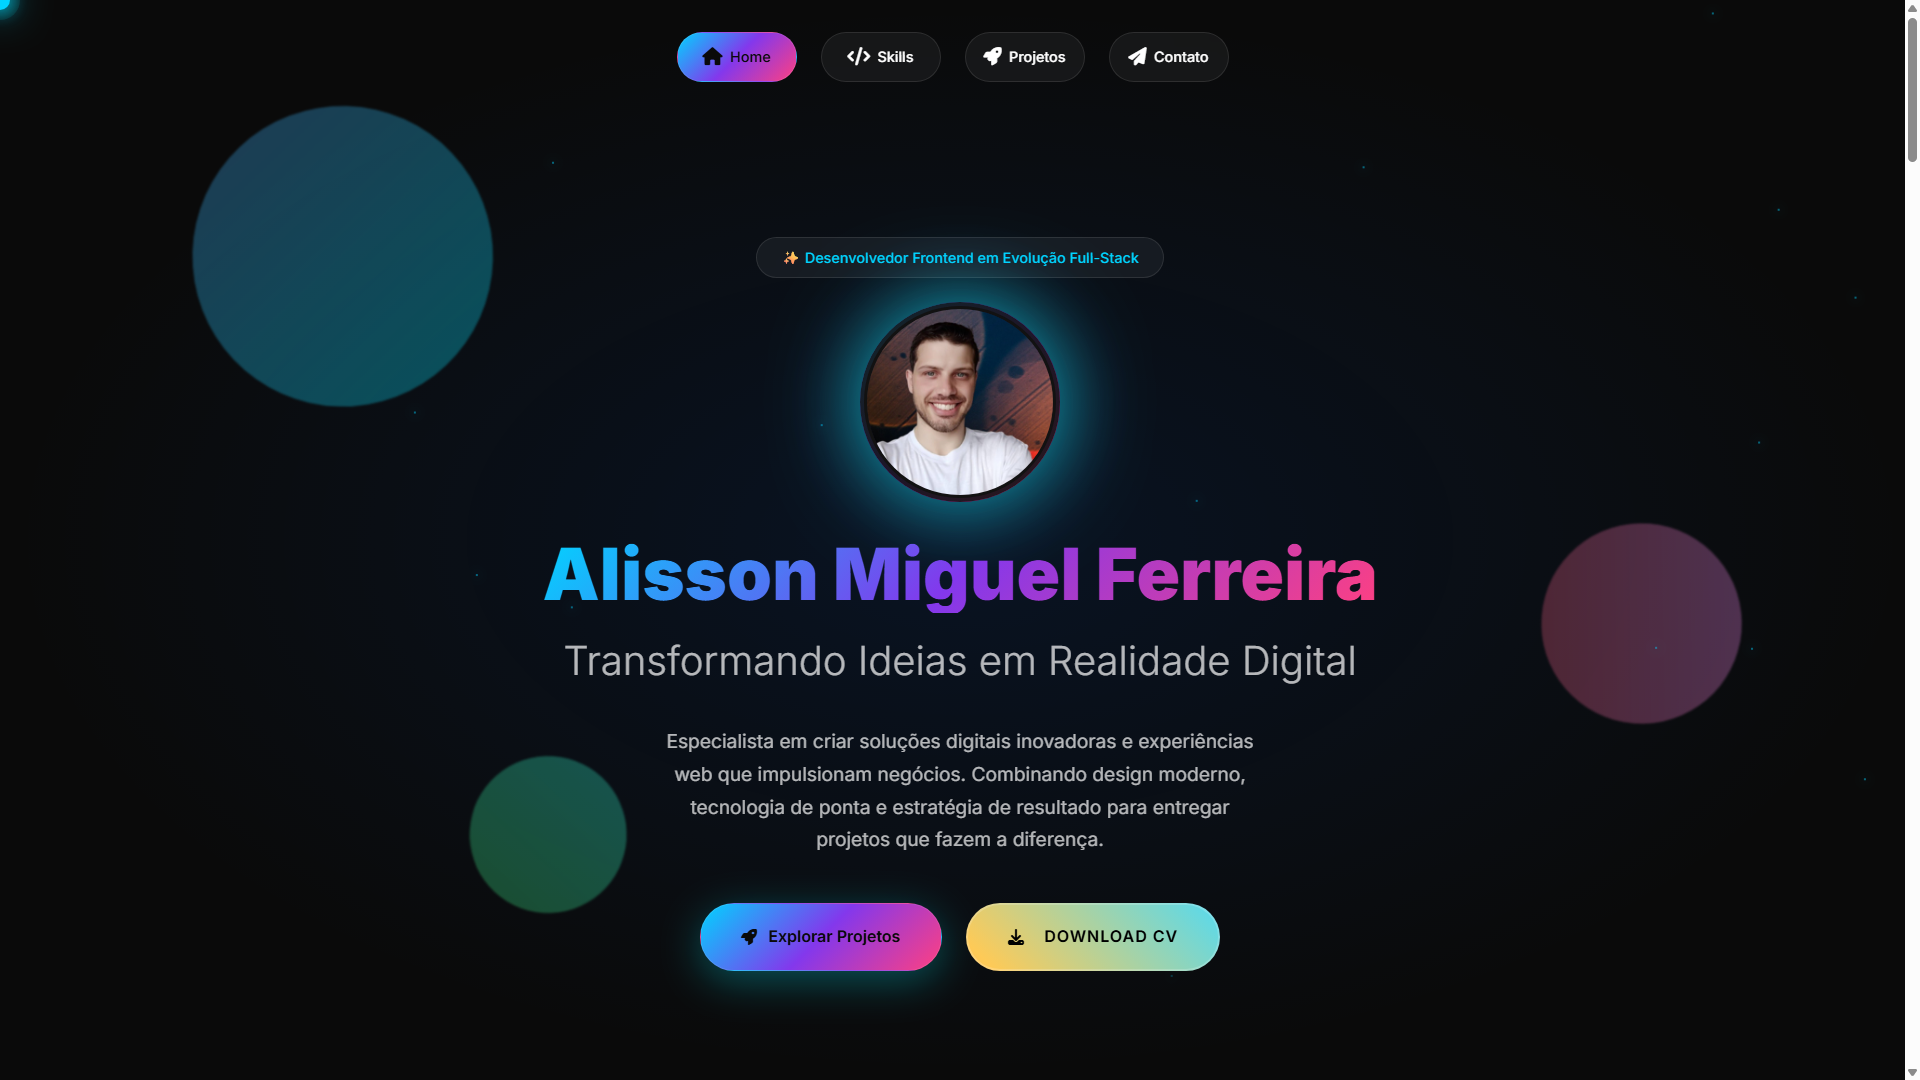 Home
Skills
Projetos
Contato
✨ Desenvolvedor Frontend em Evolução Full-Stack
Alisson Miguel Ferreira
Transformando Ideias em Realidade Digital
Especialista em criar soluções digitais inovadoras e experiências
web que impulsionam negócios. Combinando design moderno,
tecnologia de ponta e estratégia de resultado para entregar
projetos que fazem a diferença.
Explorar Projetos
DOWNLOAD CV